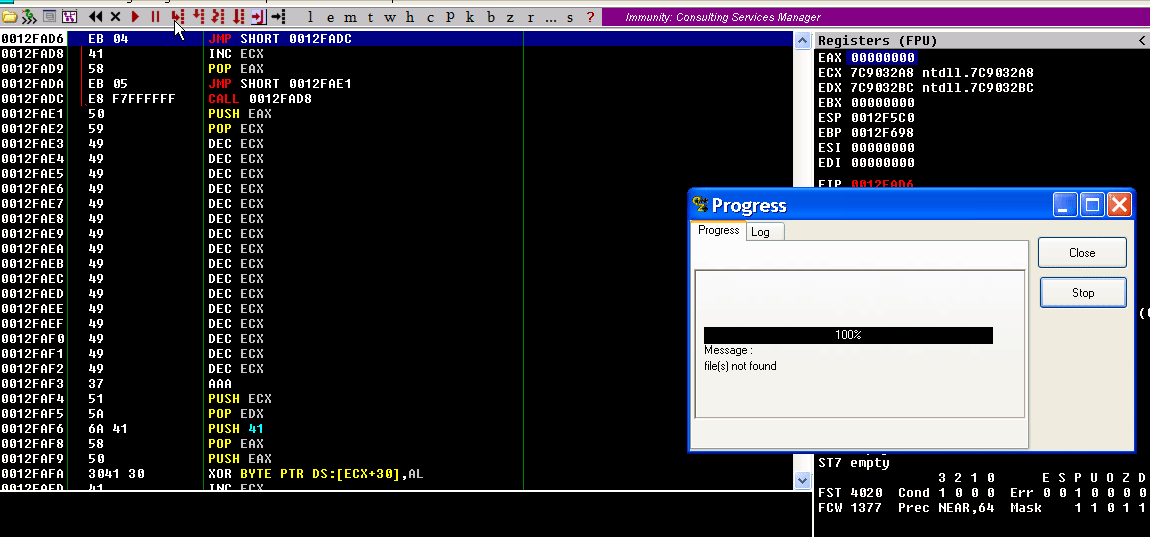 l e m t w h c P k b z r ... s ?
Immunity: Consulting Services Manager
0012FAD6 EB 04 JMP SHORT 0012FADC
0012FAD8 41 INC ECX
0012FAD9 58 POP EAX
0012FADA EB 05 JMP SHORT 0012FAE1
0012FADC E8 F7FFFFFF CALL 0012FAD8
0012FAE1 50 PUSH EAX
0012FAE2 59 POP ECX
0012FAE3 49 DEC ECX
0012FAE4 49 DEC ECX
0012FAE5 49 DEC ECX
0012FAE6 49 DEC ECX
0012FAE7 49 DEC ECX
0012FAE8 49 DEC ECX
0012FAE9 49 DEC ECX
0012FAEA 49 DEC ECX
0012FAEB 49 DEC ECX
0012FAEC 49 DEC ECX
0012FAED 49 DEC ECX
0012FAEE 49 DEC ECX
0012FAEF 49 DEC ECX
0012FAF0 49 DEC ECX
0012FAF1 49 DEC ECX
0012FAF2 49 DEC ECX
0012FAF3 37 AAA
0012FAF4 51 PUSH ECX
0012FAF5 5A POP EDX
0012FAF6 6A 41 PUSH 41
0012FAF8 58 POP EAX
0012FAF9 50 PUSH EAX
0012FAFA 3041 30 XOR BYTE PTR DS:[ECX+30],AL
0012FAFD 41 INC ECX
Registers (FPU) <
EAX 00000000
ECX 7C9032A8 ntdll.7C9032A8
EDX 7C9032BC ntdll.7C9032BC
EBX 00000000
ESP 0012F5C0
EBP 0012F698
ESI 00000000
EDI 00000000
EIP 0012FAD6
Progress
Progress Log
Close
Stop
100%
Message :
file(s) not found
(
ST7 empty
3 2 1 0 E S P U O Z D
FST 4020 Cond 1 0 0 0 Err 0 0 1 0 0 0 0
FCW 1377 Prec NEAR,64 Mask 1 1 0 1 1